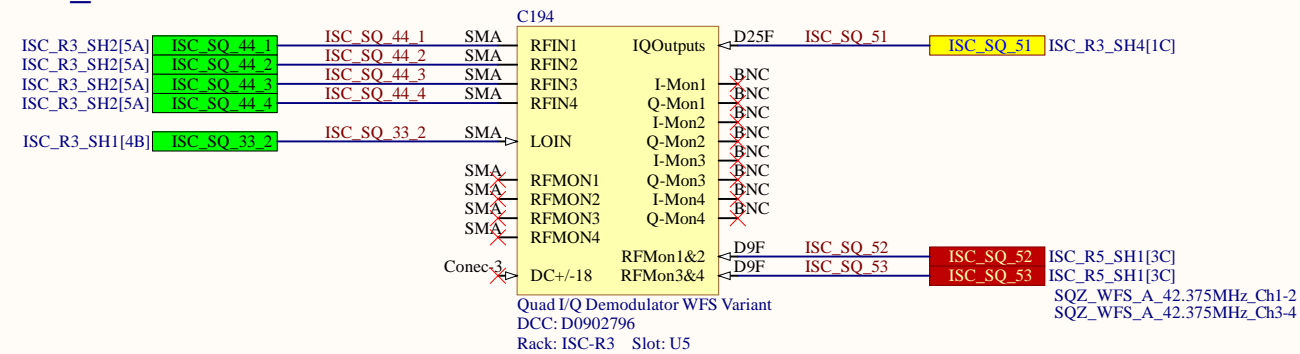 C194
ISC_R3_SH2[5A] ISC_SQ_44_1 ISC_SQ_44_1 SMA RFIN1 IQOutputs D25F ISC_SQ_51 ISC_SQ_51 ISC_R3_SH4[1C]
ISC_R3_SH2[5A] ISC_SQ_44_2 ISC_SQ_44_2 SMA RFIN2
ISC_R3_SH2[5A] ISC_SQ_44_3 ISC_SQ_44_3 SMA RFIN3 I-Mon1 BNC
ISC_R3_SH2[5A] ISC_SQ_44_4 ISC_SQ_44_4 SMA RFIN4 Q-Mon1 BNC
I-Mon2 BNC
ISC_R3_SH1[4B] ISC_SQ_33_2 ISC_SQ_33_2 SMA LOIN Q-Mon2 BNC
I-Mon3 BNC
SMA RFMON1 Q-Mon3 BNC
SMA RFMON2 I-Mon4 BNC
SMA RFMON3 Q-Mon4 BNC
SMA RFMON4
RFMon1&2 D9F ISC_SQ_52 ISC_SQ_52 ISC_R5_SH1[3C]
Conec-3 DC+/-18 RFMon3&4 D9F ISC_SQ_53 ISC_SQ_53 ISC_R5_SH1[3C]
SQZ_WFS_A_42.375MHz_Ch1-2
SQZ_WFS_A_42.375MHz_Ch3-4
Quad I/Q Demodulator WFS Variant
DCC: D0902796
Rack: ISC-R3 Slot: U5